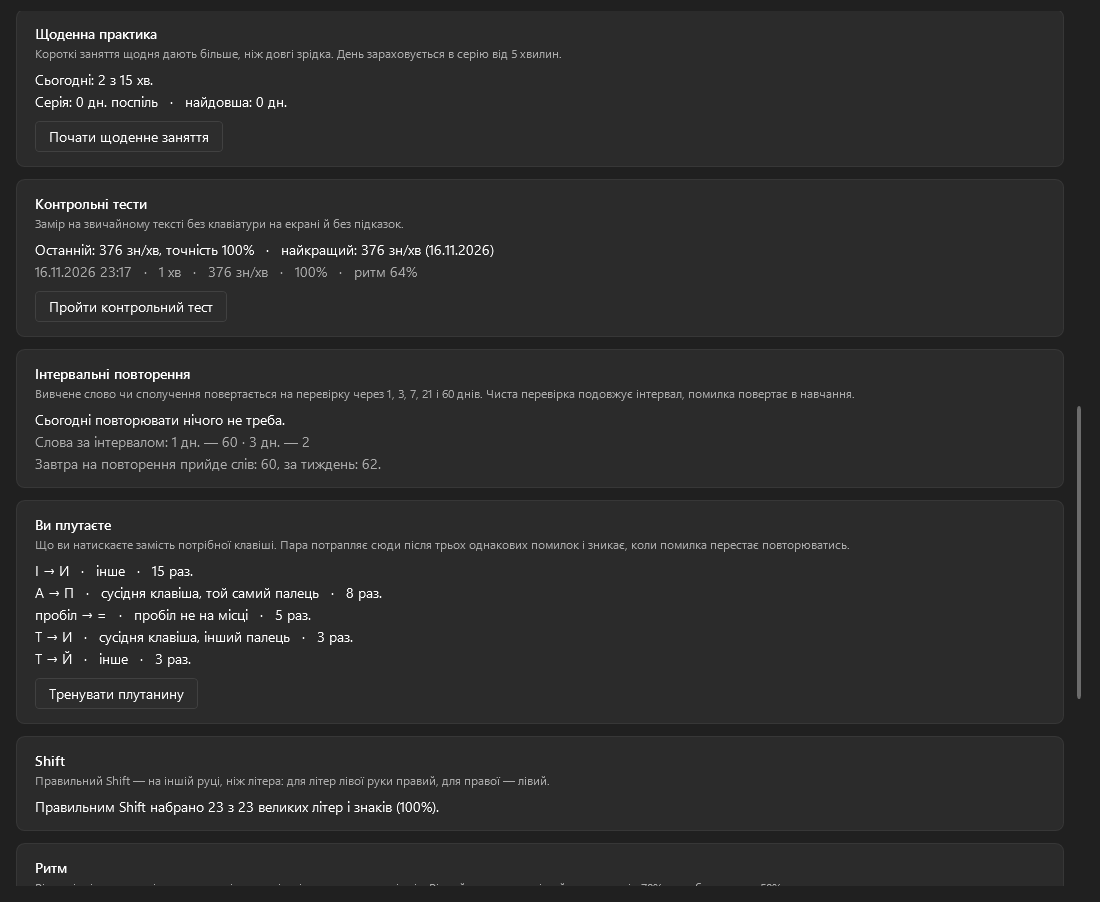 Щоденна практика
Короткі заняття щодня дають більше, ніж довгі зрідка. День зараховується в серію від 5 хвилин.
Сьогодні: 2 з 15 хв.
Серія: 0 дн. поспіль · найдовша: 0 дн.
Почати щоденне заняття
Контрольні тести
Замір на звичайному тексті без клавіатури на екрані й без підказок.
Останній: 376 зн/хв, точність 100% · найкращий: 376 зн/хв (16.11.2026)
16.11.2026 23:17 · 1 хв · 376 зн/хв · 100% · ритм 64%
Пройти контрольний тест
Інтервальні повторення
Вивчене слово чи сполучення повертається на перевірку через 1, 3, 7, 21 і 60 днів. Чиста перевірка подовжує інтервал, помилка повертає в навчання.
Сьогодні повторювати нічого не треба.
Слова за інтервалом: 1 дн. — 60 · 3 дн. — 2
Завтра на повторення прийде слів: 60, за тиждень: 62.
Ви плутаєте
Що ви натискаєте замість потрібної клавіші. Пара потрапляє сюди після трьох однакових помилок і зникає, коли помилка перестає повторюватись.
І → И · інше · 15 раз.
А → П · сусідня клавіша, той самий палець · 8 раз.
пробіл → = · пробіл не на місці · 5 раз.
Т → И · сусідня клавіша, інший палець · 3 раз.
Т → Й · інше · 3 раз.
Тренувати плутанину
Shift
Правильний Shift — на іншій руці, ніж літера: для літер лівої руки правий, для правої — лівий.
Правильним Shift набрано 23 з 23 великих літер і знаків (100%).
Ритм